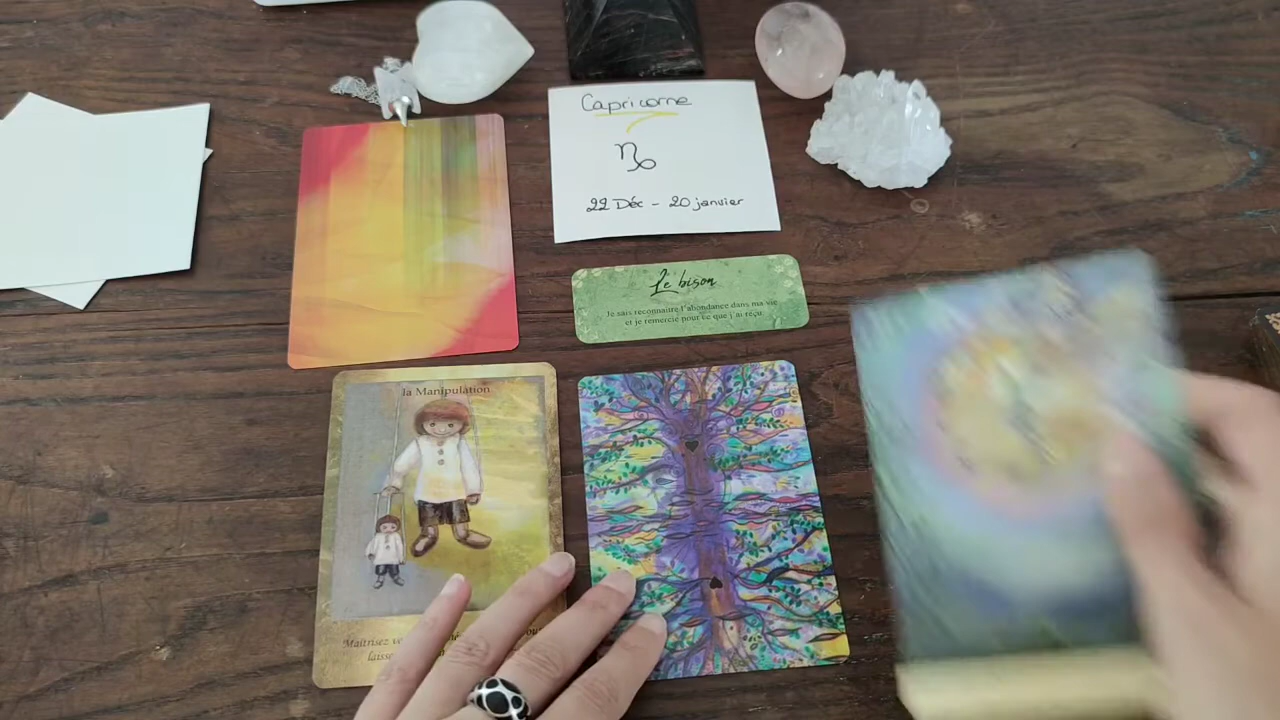 Capricorne
22 Déc - 20 janvier
Le bison
Je sais reconnaître l'abondance dans ma vie
et je remercie pour ce que j'ai reçu.
la Manipulation
Maîtrisez
laisse